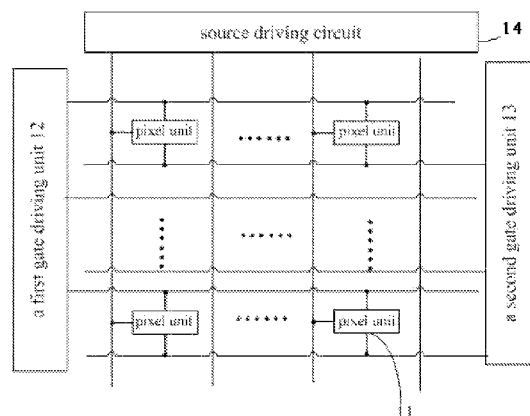 source driving circuit
14
a first gate driving unit 12
a second gate driving unit 13
pixel unit
pixel unit
pixel unit
pixel unit
11